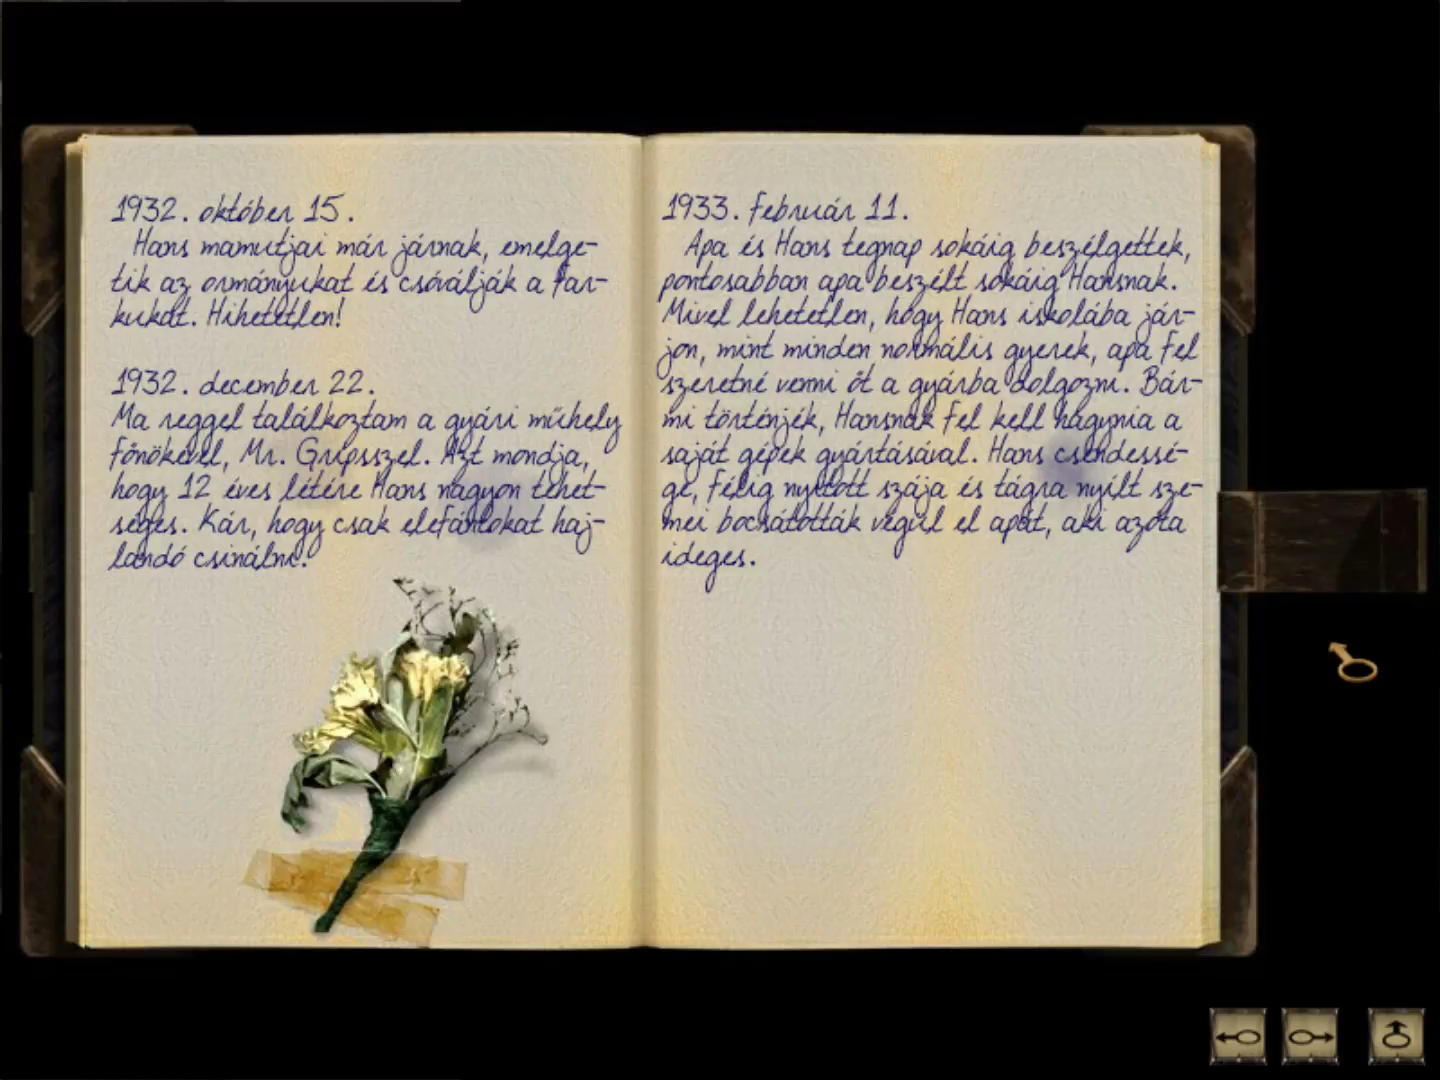 1932. október 15.
Hans mamutjai már járnak, emelge-
tik az ormányukat és csóválják a far-
kukat. Hihetetlen!
1932. december 22.
Ma reggel találkoztam a gyári műhely
főnökével, Mr. Gripsszel. Azt mondja,
hogy 12 éves létére Hans nagyon tehet-
séges. Kár, hogy csak elefántokat haj-
landó csinálni.
1933. február 11.
Apa és Hans tegnap sokáig beszélgettek,
pontosabban apa beszélt sokáig Hansnak.
Mivel lehetetlen, hogy Hans iskolába jár-
jon, mint minden normális gyerek, apa fel
szeretné venni őt a gyárba dolgozni. Bár-
mi történjék, Hansnak fel kell hagynia a
saját gépek gyártásával. Hans csendessé-
ge, félig nyitott szája és tágra nyílt sze-
mei bocsátották végül el apát, aki azóta
ideges.